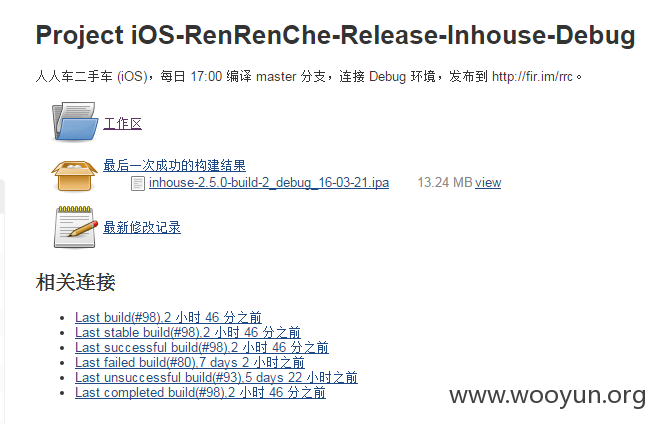 Project iOS-RenRenChe-Release-Inhouse-Debug
人人车二手车 (iOS)，每日 17:00 编译 master 分支，连接 Debug 环境，发布到 http://fir.im/rrc。
工作区
最后一次成功的构建结果
inhouse-2.5.0-build-2_debug_16-03-21.ipa 13.24 MB view
最新修改记录
相关连接
Last build(#98),2 小时 46 分之前
Last stable build(#98),2 小时 46 分之前
Last successful build(#98),2 小时 46 分之前
Last failed build(#80),7 days 2 小时之前
Last unsuccessful build(#93),5 days 22 小时之前
Last completed build(#98),2 小时 46 分之前
www.wooyun.org